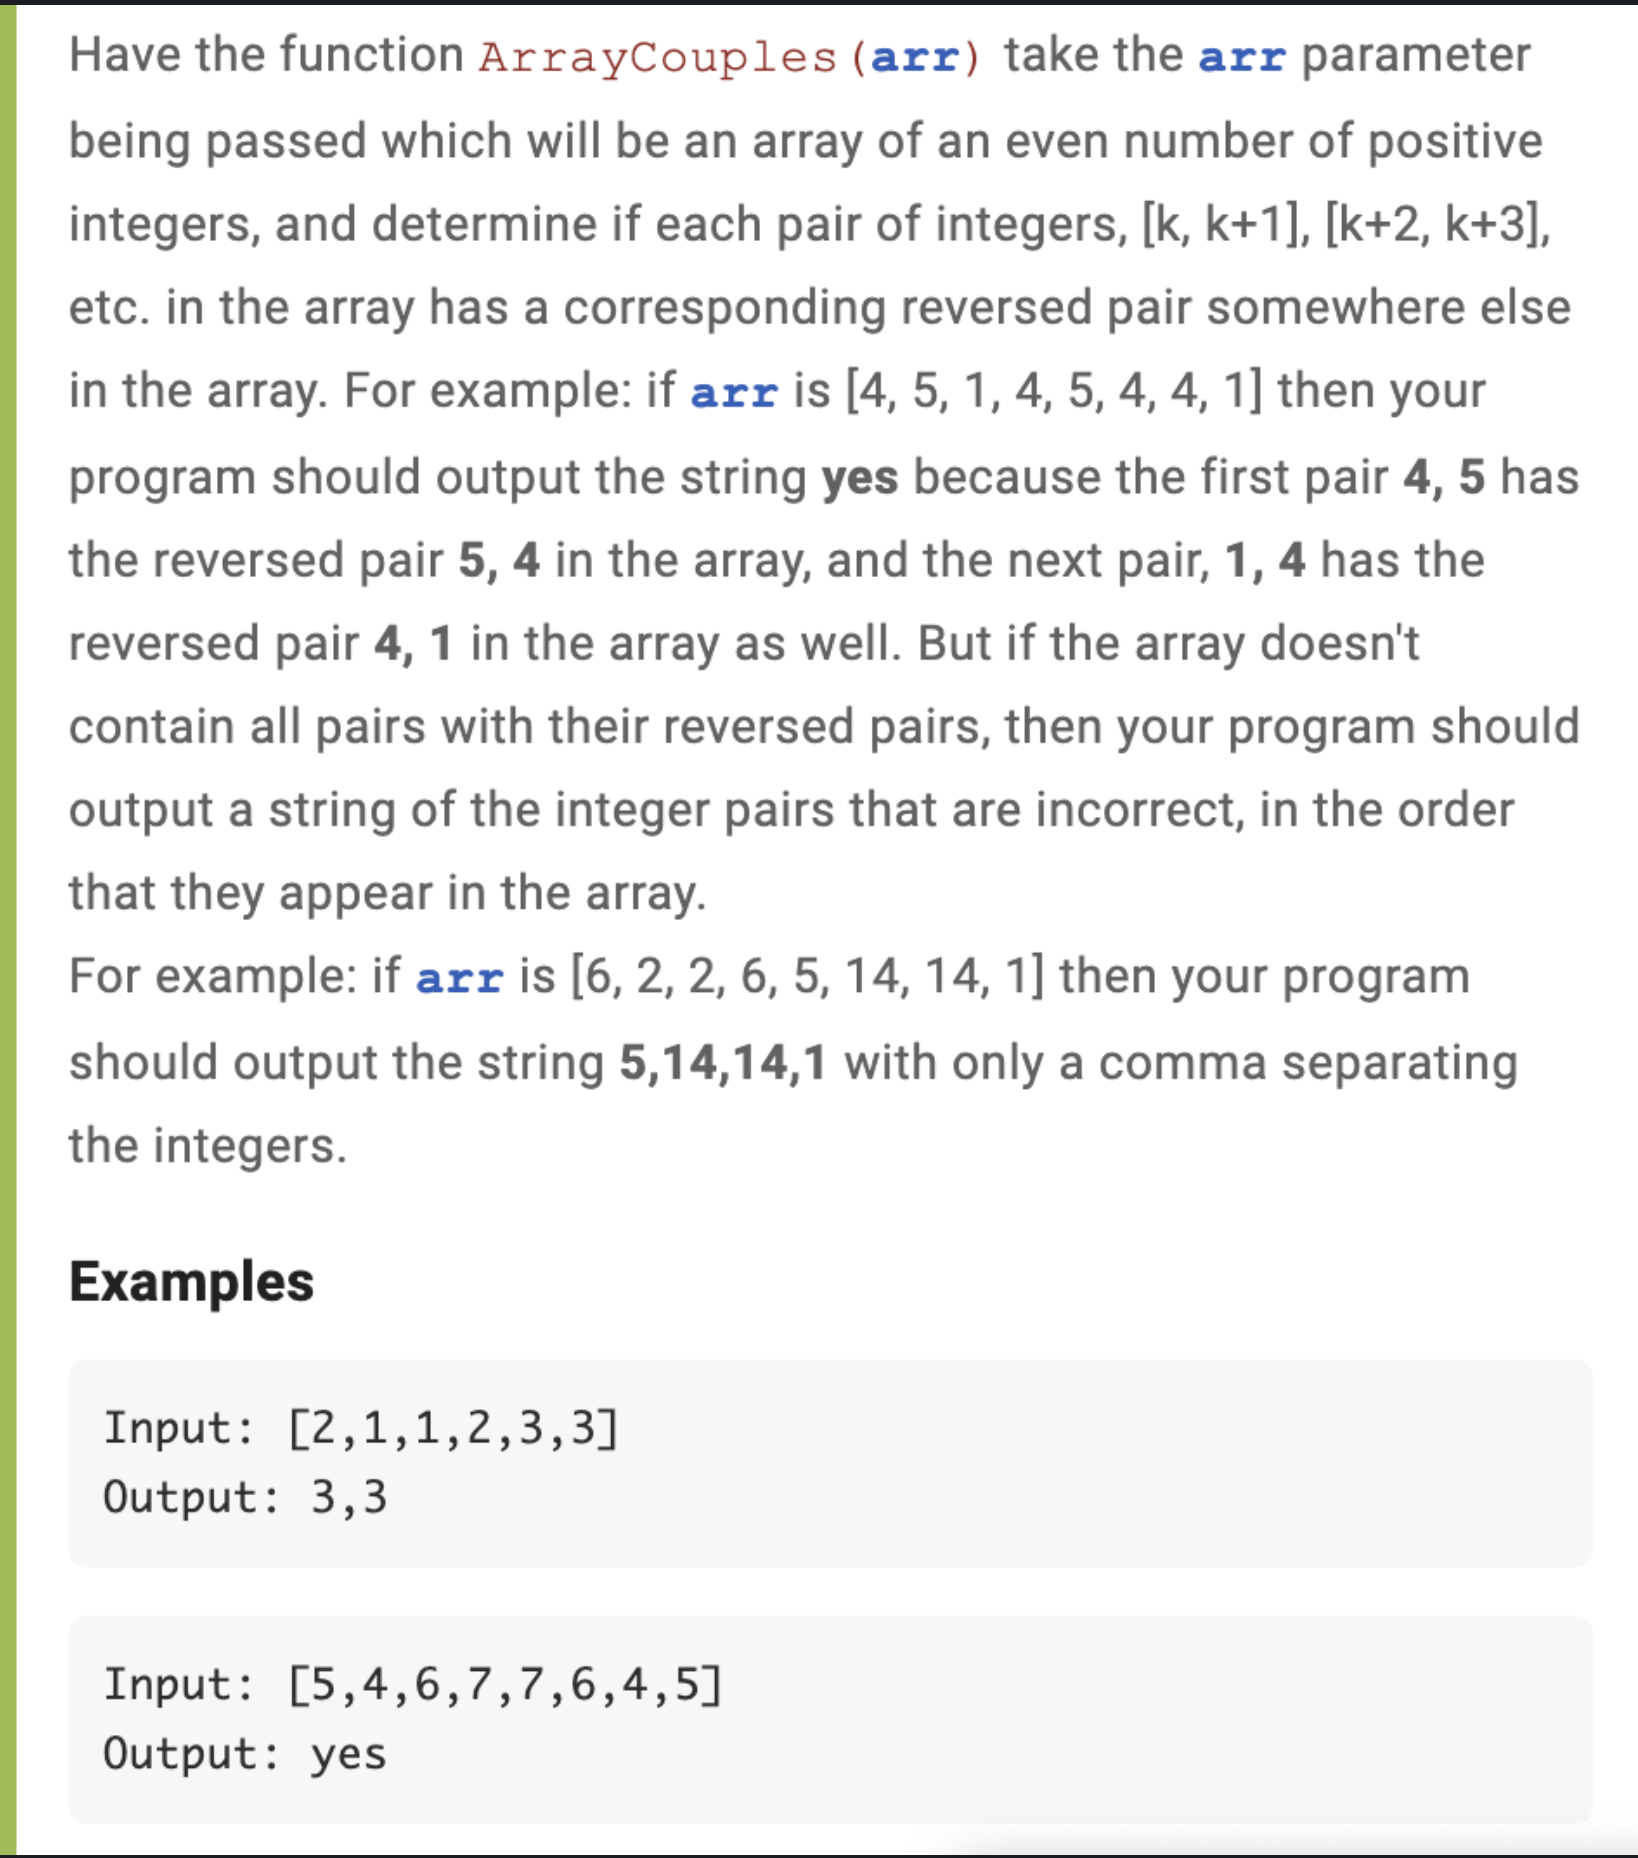 Have the function ArrayCouples(arr) take the arr parameter
being passed which will be an array of an even number of positive
integers, and determine if each pair of integers, [k, k+1], [k+2, k+3],
etc. in the array has a corresponding reversed pair somewhere else
in the array. For example: if arr is [4, 5, 1, 4, 5, 4, 4, 1] then your
program should output the string yes because the first pair 4, 5 has
the reversed pair 5, 4 in the array, and the next pair, 1, 4 has the
reversed pair 4, 1 in the array as well. But if the array doesn't
contain all pairs with their reversed pairs, then your program should
output a string of the integer pairs that are incorrect, in the order
that they appear in the array.
For example: if arr is [6, 2, 2, 6, 5, 14, 14, 1] then your program
should output the string 5,14,14,1 with only a comma separating
the integers.
Examples
Input: [2,1,1,2,3,3]
Output: 3,3
Input: [5,4,6,7,7,6,4,5]
Output: yes